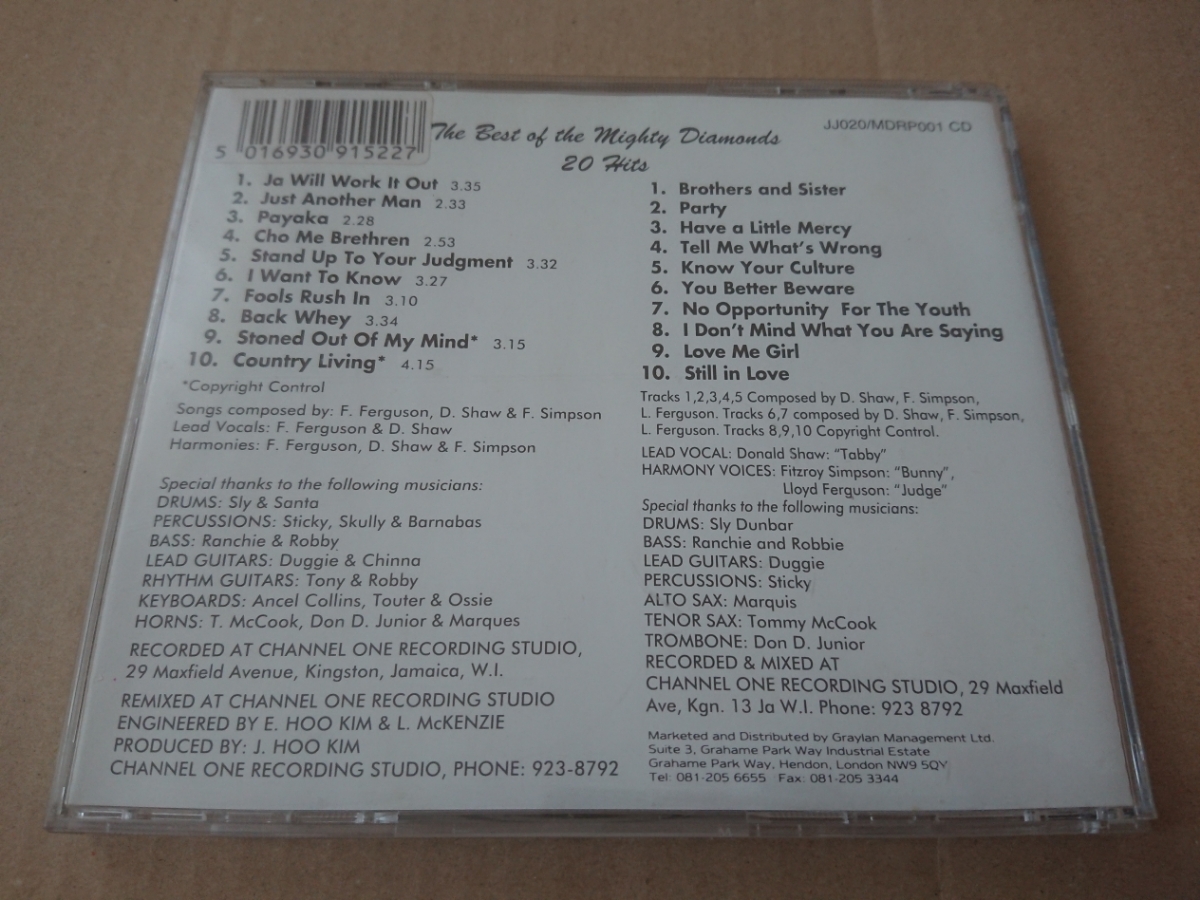 The Best of the Mighty Diamonds
20 Hits
JJ020/MDRP001 CD
5 016930 915227
1. Ja Will Work It Out 3.35
2. Just Another Man 2.33
3. Payaka 2.28
4. Cho Me Brethren 2.53
5. Stand Up To Your Judgment 3.32
6. I Want To Know 3.27
7. Fools Rush In 3.10
8. Back Whey 3.34
9. Stoned Out Of My Mind* 3.15
10. Country Living* 4.15
*Copyright Control
Songs composed by: F. Ferguson, D. Shaw & F. Simpson
Lead Vocals: F. Ferguson & D. Shaw
Harmonies: F. Ferguson, D. Shaw & F. Simpson
Special thanks to the following musicians:
DRUMS: Sly & Santa
PERCUSSIONS: Sticky, Skully & Barnabas
BASS: Ranchie & Robby
LEAD GUITARS: Duggie & Chinna
RHYTHM GUITARS: Tony & Robby
KEYBOARDS: Ancel Collins, Touter & Ossie
HORNS: T. McCook, Don D. Junior & Marques
RECORDED AT CHANNEL ONE RECORDING STUDIO,
29 Maxfield Avenue, Kingston, Jamaica, W.I.
REMIXED AT CHANNEL ONE RECORDING STUDIO
ENGINEERED BY E. HOO KIM & L. McKENZIE
PRODUCED BY: J. HOO KIM
CHANNEL ONE RECORDING STUDIO, PHONE: 923-8792
1. Brothers and Sister
2. Party
3. Have a Little Mercy
4. Tell Me What's Wrong
5. Know Your Culture
6. You Better Beware
7. No Opportunity For The Youth
8. I Don't Mind What You Are Saying
9. Love Me Girl
10. Still in Love
Tracks 1,2,3,4,5 Composed by D. Shaw, F. Simpson,
L. Ferguson. Tracks 6,7 composed by D. Shaw, F. Simpson,
L. Ferguson. Tracks 8,9,10 Copyright Control.
LEAD VOCAL: Donald Shaw: "Tabby"
HARMONY VOICES: Fitzroy Simpson: "Bunny",
Lloyd Ferguson: "Judge"
Special thanks to the following musicians:
DRUMS: Sly Dunbar
BASS: Ranchie and Robbie
LEAD GUITARS: Duggie
PERCUSSIONS: Sticky
ALTO SAX: Marquis
TENOR SAX: Tommy McCook
TROMBONE: Don D. Junior
RECORDED & MIXED AT
CHANNEL ONE RECORDING STUDIO, 29 Maxfield
Ave, Kgn. 13 Ja W.I. Phone: 923 8792
Marketed and Distributed by Graylan Management Ltd.
Suite 3, Grahame Park Way Industrial Estate
Grahame Park Way, Hendon, London NW9 5QY
Tel: 081-205 6655 Fax: 081-205 3344